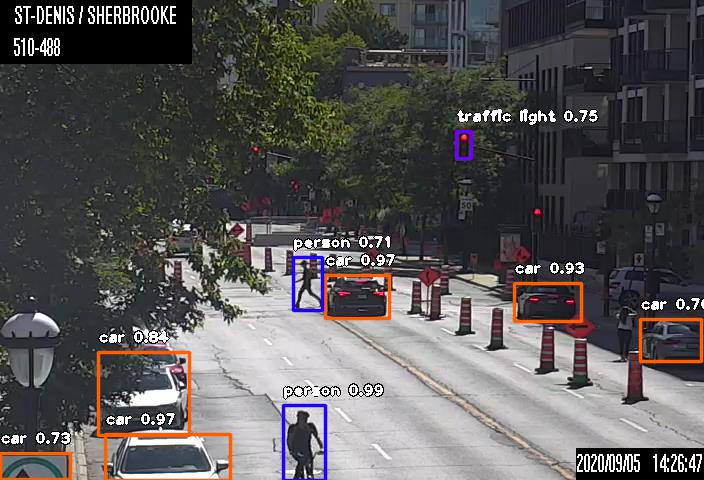 ST-DENIS / SHERBROOKE
510-488
traffic light 0.75
person 0.71
car 0.97
car 0.93
car 0.76
car 0.84
person 0.99
car 0.97
car 0.73
50
2020/09/05 14:26:47